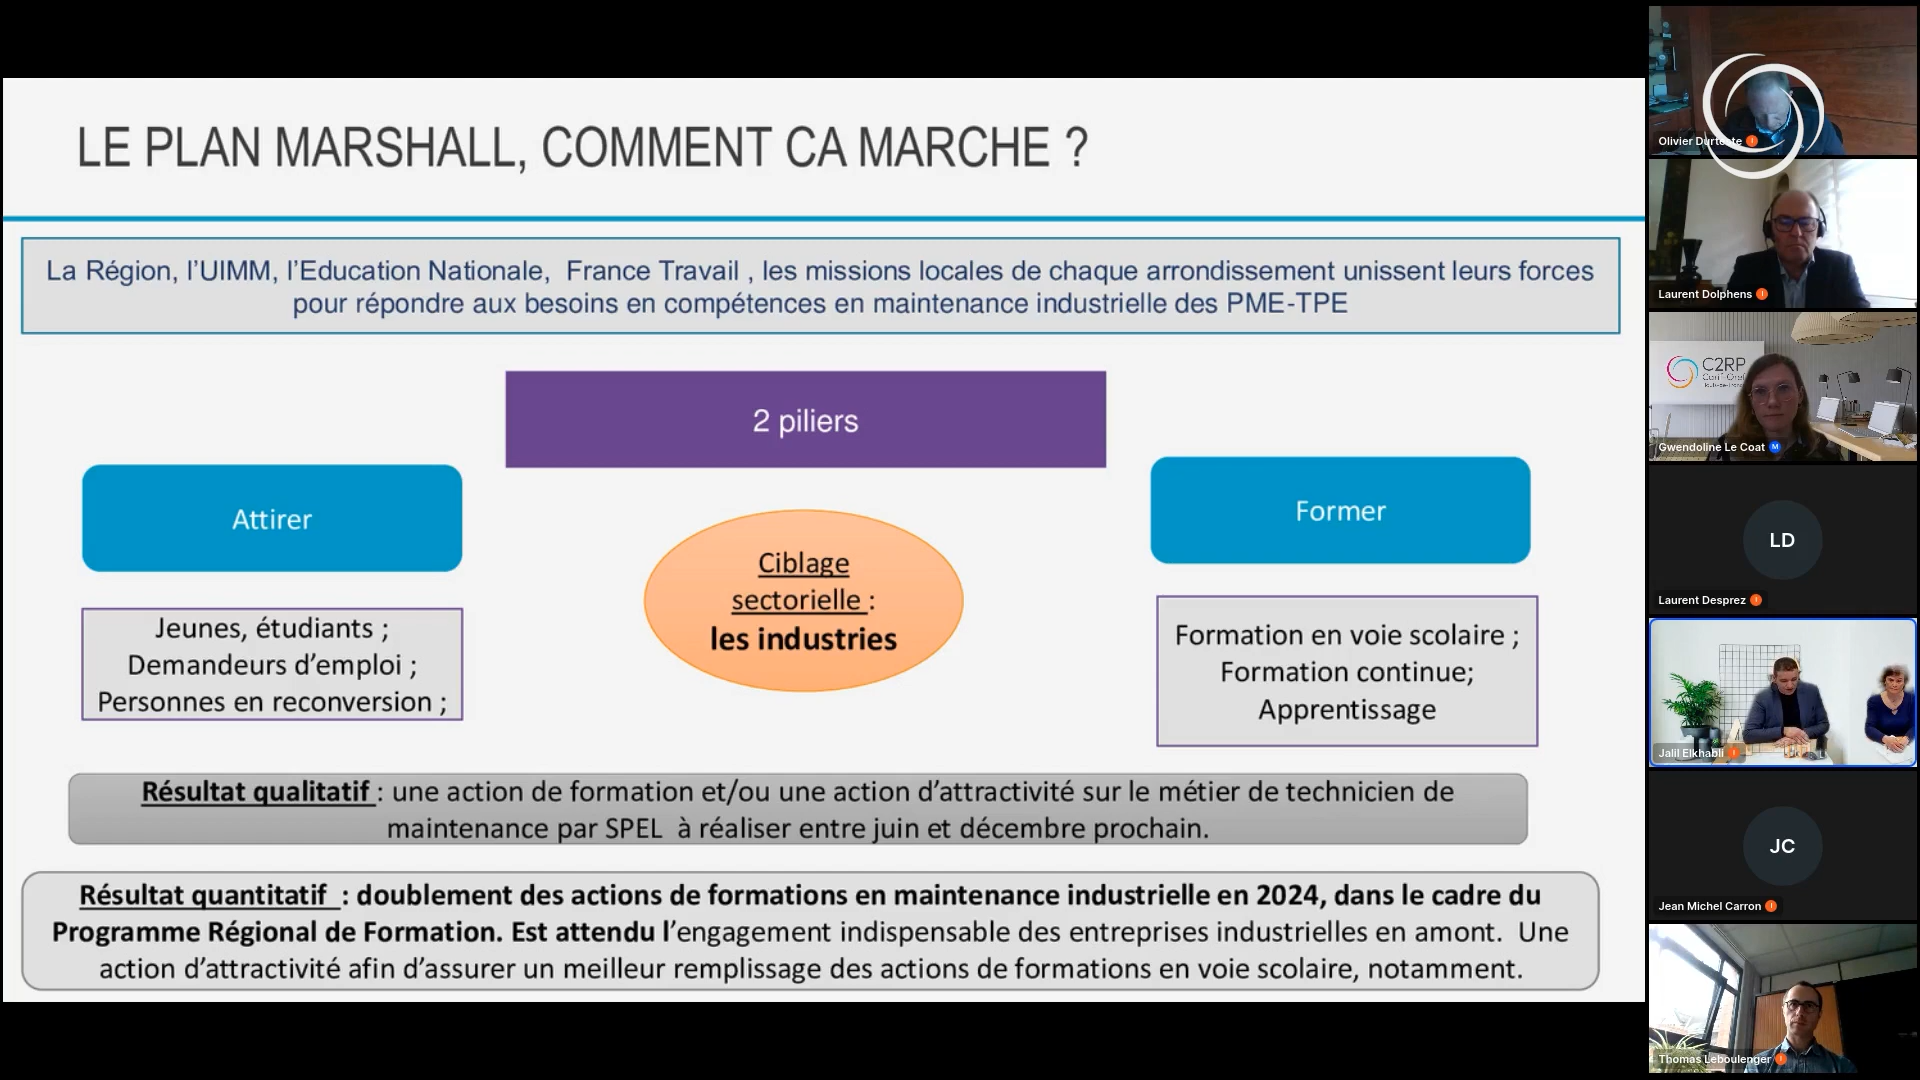 LE PLAN MARSHALL, COMMENT CA MARCHE ?
La Région, l’UIMM, l’Education Nationale, France Travail , les missions locales de chaque arrondissement unissent leurs forces
pour répondre aux besoins en compétences en maintenance industrielle des PME-TPE
2 piliers
Attirer
Former
Ciblage
sectorielle :
les industries
Jeunes, étudiants ;
Demandeurs d’emploi ;
Personnes en reconversion ;
Formation en voie scolaire ;
Formation continue;
Apprentissage
Résultat qualitatif : une action de formation et/ou une action d’attractivité sur le métier de technicien de
maintenance par SPEL à réaliser entre juin et décembre prochain.
Résultat quantitatif : doublement des actions de formations en maintenance industrielle en 2024, dans le cadre du
Programme Régional de Formation. Est attendu l’engagement indispensable des entreprises industrielles en amont. Une
action d’attractivité afin d’assurer un meilleur remplissage des actions de formations en voie scolaire, notamment.
Olivier
Laurent Dolphens
C2RP
Gwendoline Le Coat
M
LD
Laurent Desprez
Jalil Elkhabli
JC
Jean Michel Carron
Thomas Leboulenger